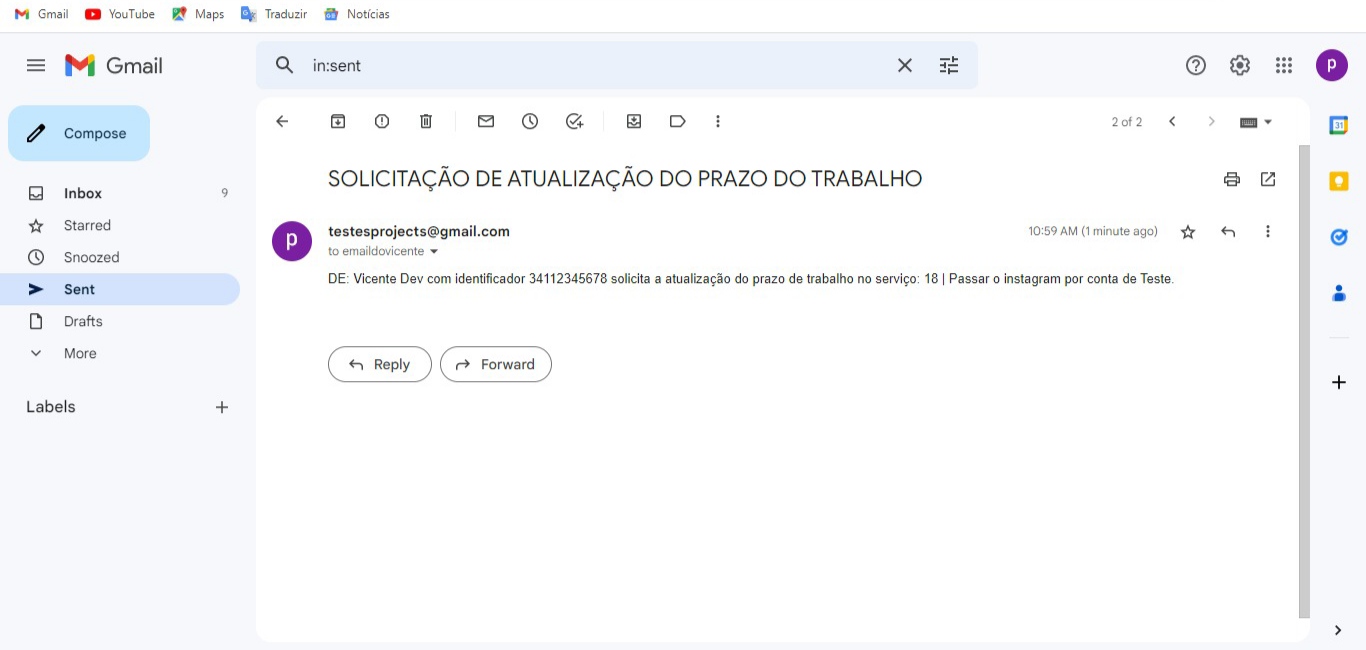 Gmail YouTube Maps Traduzir Notícias
Gmail
in:sent
p
Compose
2 of 2
31
Inbox 9
Starred
Snoozed
Sent
Drafts
More
Labels
SOLICITAÇÃO DE ATUALIZAÇÃO DO PRAZO DO TRABALHO
p
testesprojects@gmail.com
10:59 AM (1 minute ago)
to emaildovicente
DE: Vicente Dev com identificador 34112345678 solicita a atualização do prazo de trabalho no serviço: 18 | Passar o instagram por conta de Teste.
Reply
Forward